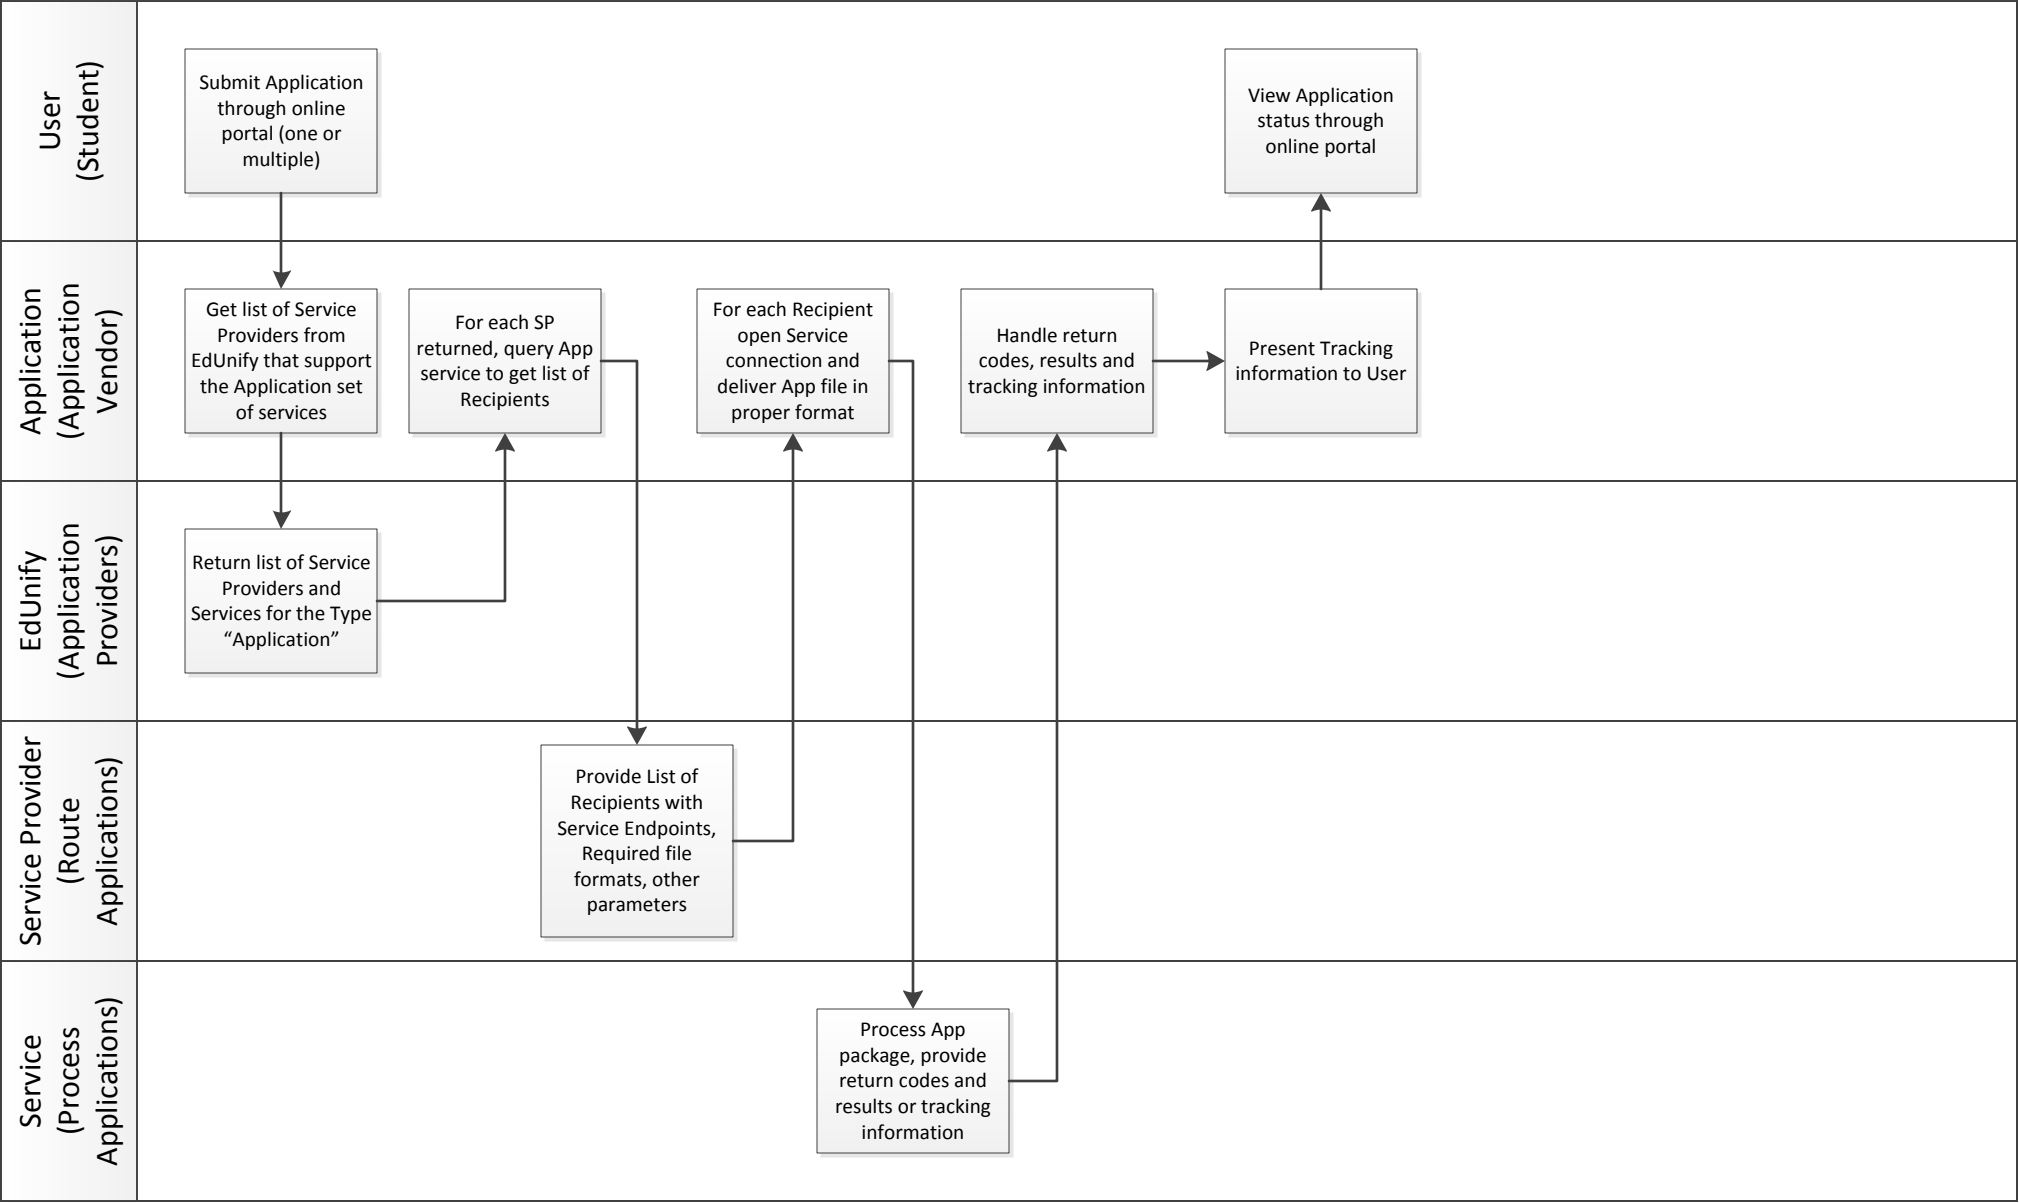 User
(Student)
Submit Application
through online
portal (one or
multiple)
View Application
status through
online portal
Application
(Application
Vendor)
Get list of Service
Providers from
EdUnify that support
the Application set
of services
For each SP
returned, query App
service to get list of
Recipients
For each Recipient
open Service
connection and
deliver App file in
proper format
Handle return
codes, results and
tracking information
Present Tracking
information to User
EdUnify
(Application
Providers)
Return list of Service
Providers and
Services for the Type
“Application”
Service Provider
(Route
Applications)
Provide List of
Recipients with
Service Endpoints,
Required file
formats, other
parameters
Service
(Process
Applications)
Process App
package, provide
return codes and
results or tracking
information